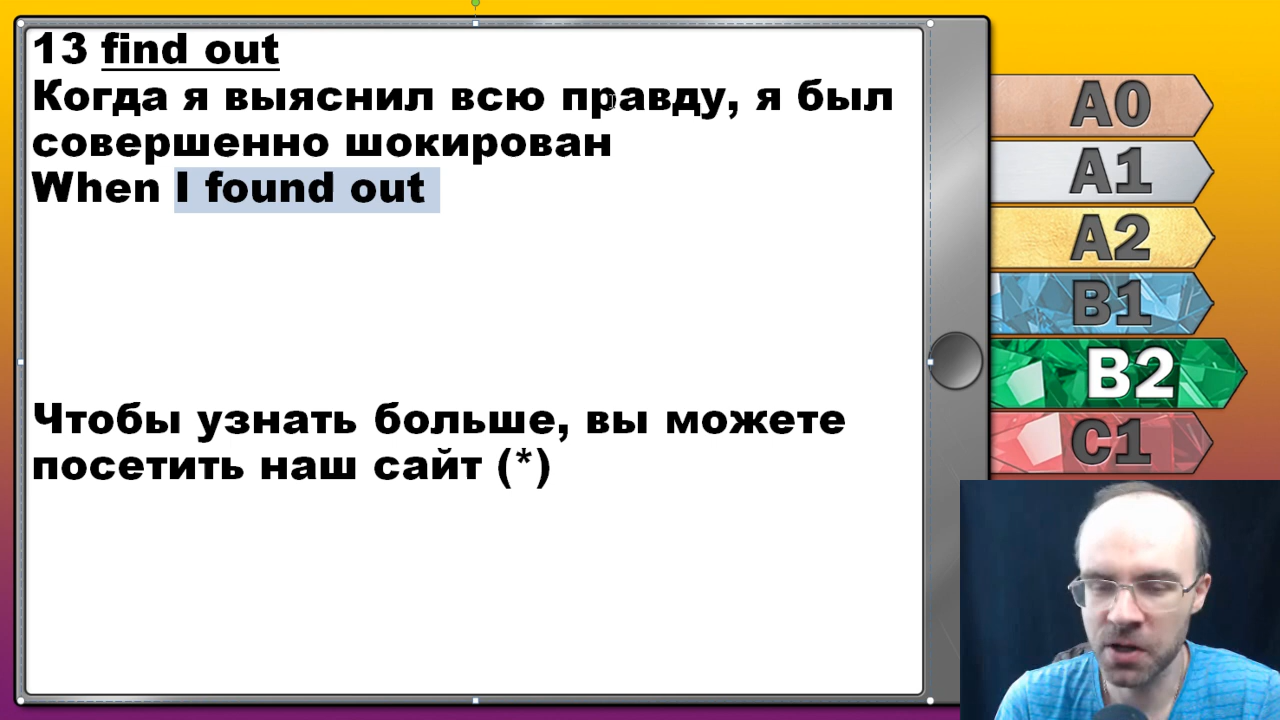 13 find out
Когда я выяснил всю правду, я был
совершенно шокирован
When I found out
Чтобы узнать больше, вы можете
посетить наш сайт (*)
A0
A1
A2
B1
B2
C1